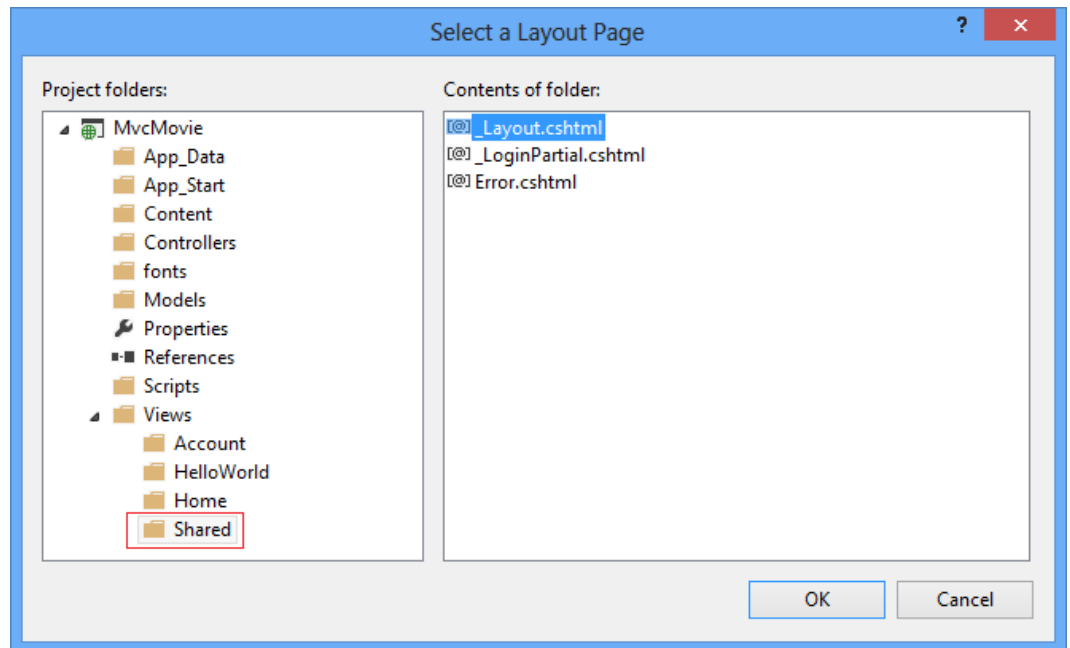 Select a Layout Page
?
Project folders:
MvcMovie
App_Data
App_Start
Content
Controllers
fonts
Models
Properties
References
Scripts
Views
Account
HelloWorld
Home
Shared
Contents of folder:
[@] _Layout.cshtml
[@] _LoginPartial.cshtml
[@] Error.cshtml
OK
Cancel